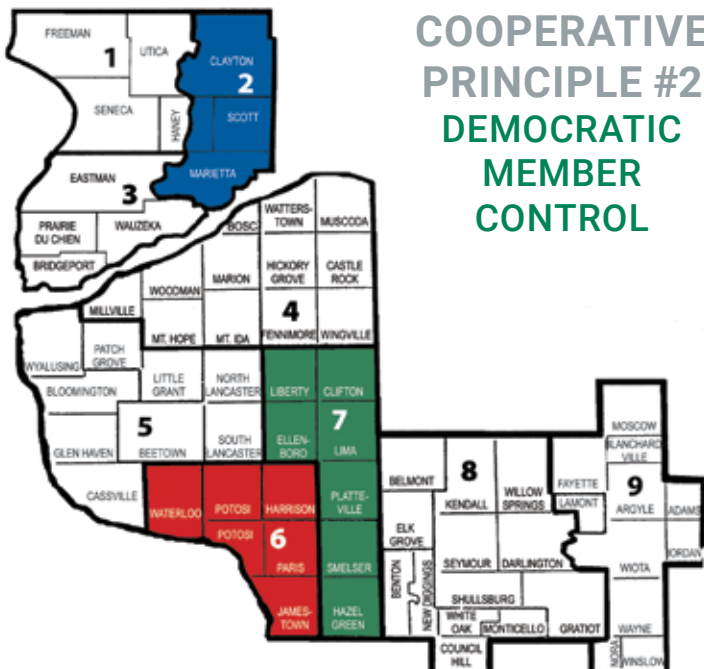 COOPERATIVE
PRINCIPLE #2
DEMOCRATIC
MEMBER
CONTROL
FREEMAN
1
UTICA
CLAYTON
2
SENECA
HANEY
SCOTT
EASTMAN
3
MARIETTA
PRAIRIE
DU CHIEN
WAUZEKA
BRIDGEPORT
BOSC
WATTERS-
TOWN
MUSCODA
HICKORY
GROVE
CASTLE
ROCK
MARION
WOODMAN
MILLVILLE
4
MT. HOPE
MT. IDA
FENNIMORE
WINGVILLE
PATCH
GROVE
WYALUSING
BLOOMINGTON
LITTLE
GRANT
NORTH
LANCASTER
LIBERTY
CLIFTON
5
7
GLEN HAVEN
BEETOWN
SOUTH
LANCASTER
ELLEN-
BORO
LIMA
CASSVILLE
WATERLOO
POTOSI
HARRISON
PLATTE-
VILLE
POTOSI
6
PARIS
SMELSER
JAMES-
TOWN
HAZEL
GREEN
BELMONT
8
KENDALL
WILLOW
SPRINGS
ELK
GROVE
BENTON
NEW DIGGINGS
SEYMOUR
DARLINGTON
SHULLSBURG
WHITE
OAK
MONTICELLO
GRATIOT
COUNCIL
HILL
MOSCOW
BLANCHARD
VILLE
FAYETTE
9
LAMONT
ARGYLE
ADAMS
JORDAN
WIOTA
WAYNE
NORA
WINSLOW